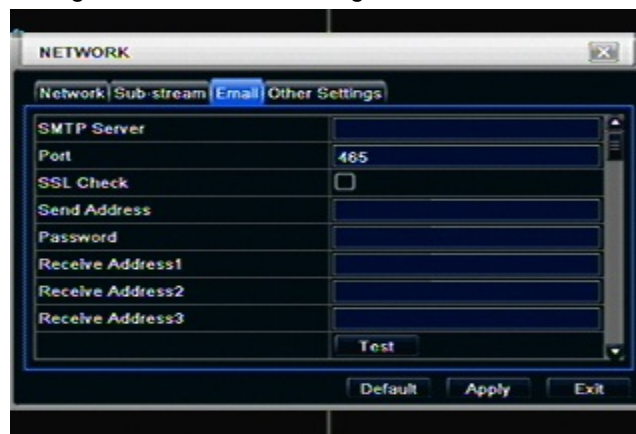 NETWORK
Network Sub-stream Email Other Settings
SMTP Server
Port 465
SSL Check
Send Address
Password
Receive Address1
Receive Address2
Receive Address3
Test
Default Apply Exit